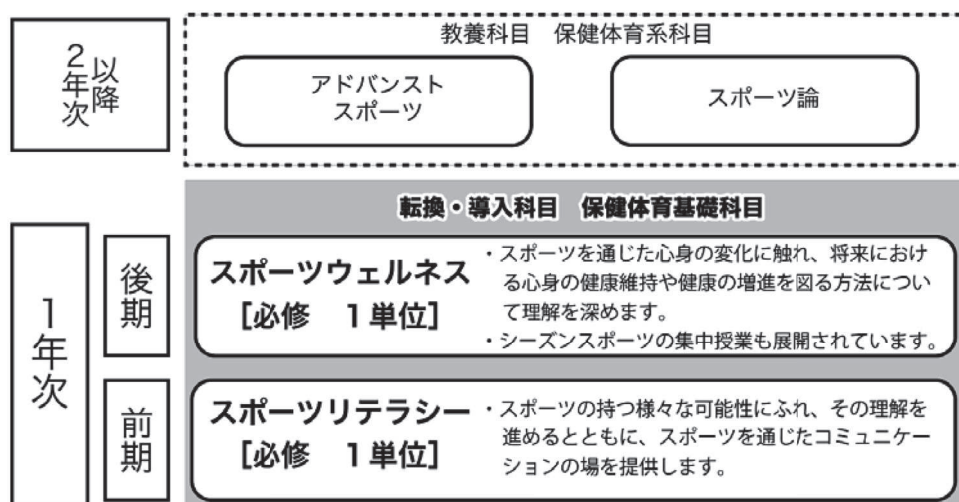 2年次
以降
教養科目 保健体育系科目
アドバンスト
スポーツ
スポーツ論
転換・導入科目 保健体育基礎科目
1年次
後期
スポーツウェルネス
[必修 1単位]
・スポーツを通じた心身の変化に触れ、将来におけ
る心身の健康維持や健康の増進を図る方法につい
て理解を深めます。
・シーズンスポーツの集中授業も展開されています。
前期
スポーツリテラシー
[必修 1単位]
・スポーツの持つ様々な可能性にふれ、その理解を
進めるとともに、スポーツを通じたコミュニケー
ションの場を提供します。